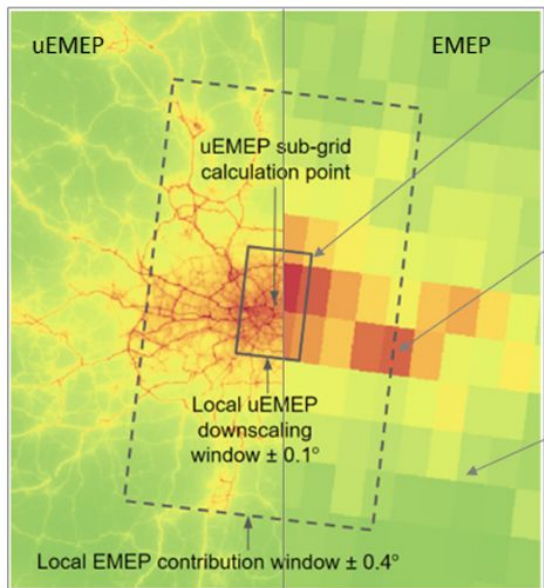 uEMEP
EMEP
uEMEP sub-grid
calculation point
Local uEMEP
downscaling
window ± 0.1°
Local EMEP contribution window ± 0.4°